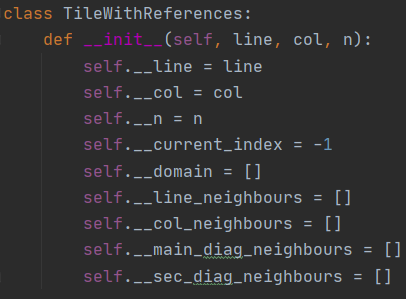 class TileWithReferences:
    def __init__(self, line, col, n):
        self.__line = line
        self.__col = col
        self.__n = n
        self.__current_index = -1
        self.__domain = []
        self.__line_neighbours = []
        self.__col_neighbours = []
        self.__main_diag_neighbours = []
        self.__sec_diag_neighbours = []